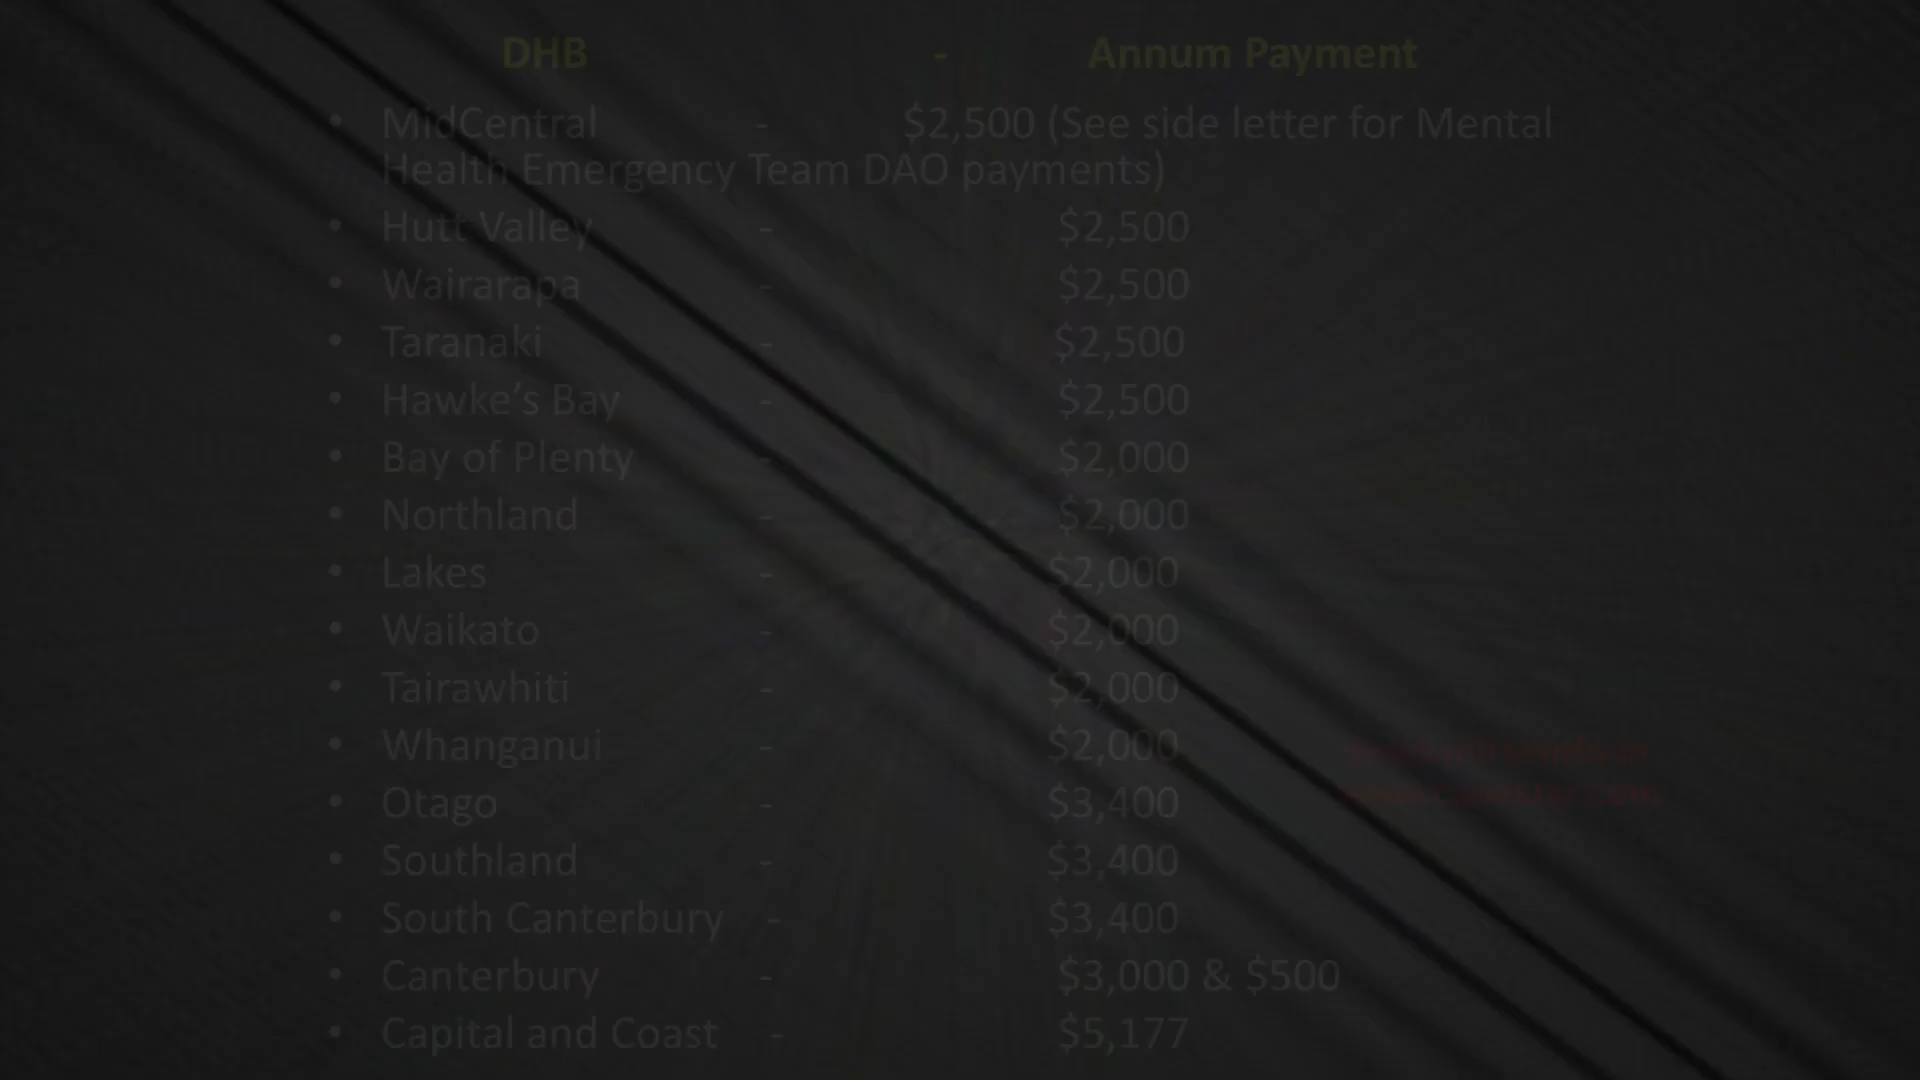 DHB - Annum Payment
• MidCentral - $2,500 (See side letter for Mental
Health Emergency Team DAO payments)
• Hutt Valley - $2,500
• Wairarapa - $2,500
• Taranaki - $2,500
• Hawke’s Bay - $2,500
• Bay of Plenty - $2,000
• Northland - $2,000
• Lakes - $2,000
• Waikato - $2,000
• Tairawhiti - $2,000
• Whanganui - $2,000
• Otago - $3,400
• Southland - $3,400
• South Canterbury - $3,400
• Canterbury - $3,000 & $500
• Capital and Coast - $5,177